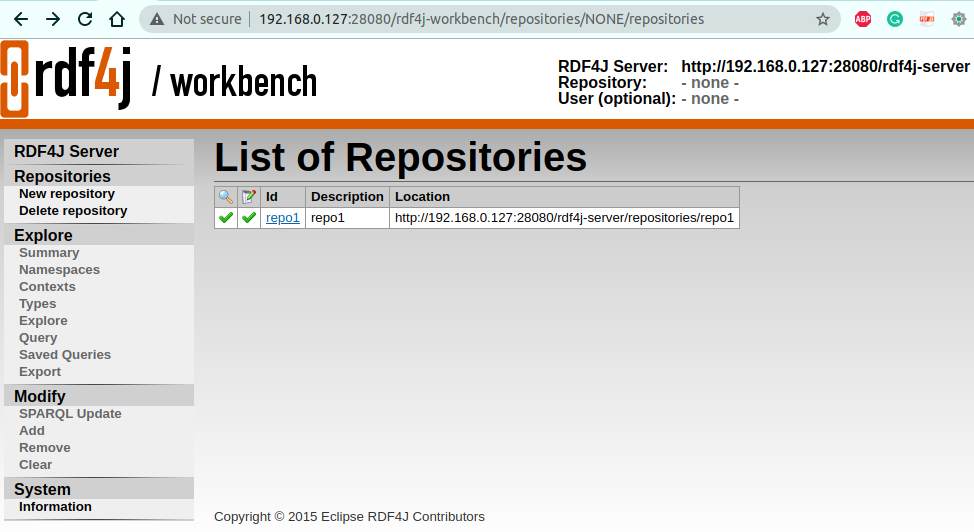 Not secure | 192.168.0.127:28080/rdf4j-workbench/repositories/NONE/repositories
ABP
rdf4j / workbench
RDF4J Server: http://192.168.0.127:28080/rdf4j-server
Repository: - none -
User (optional): - none -
RDF4J Server
Repositories
New repository
Delete repository
Explore
Summary
Namespaces
Contexts
Types
Explore
Query
Saved Queries
Export
Modify
SPARQL Update
Add
Remove
Clear
System
Information
List of Repositories
Id Description Location
repo1 repo1 http://192.168.0.127:28080/rdf4j-server/repositories/repo1
Copyright © 2015 Eclipse RDF4J Contributors